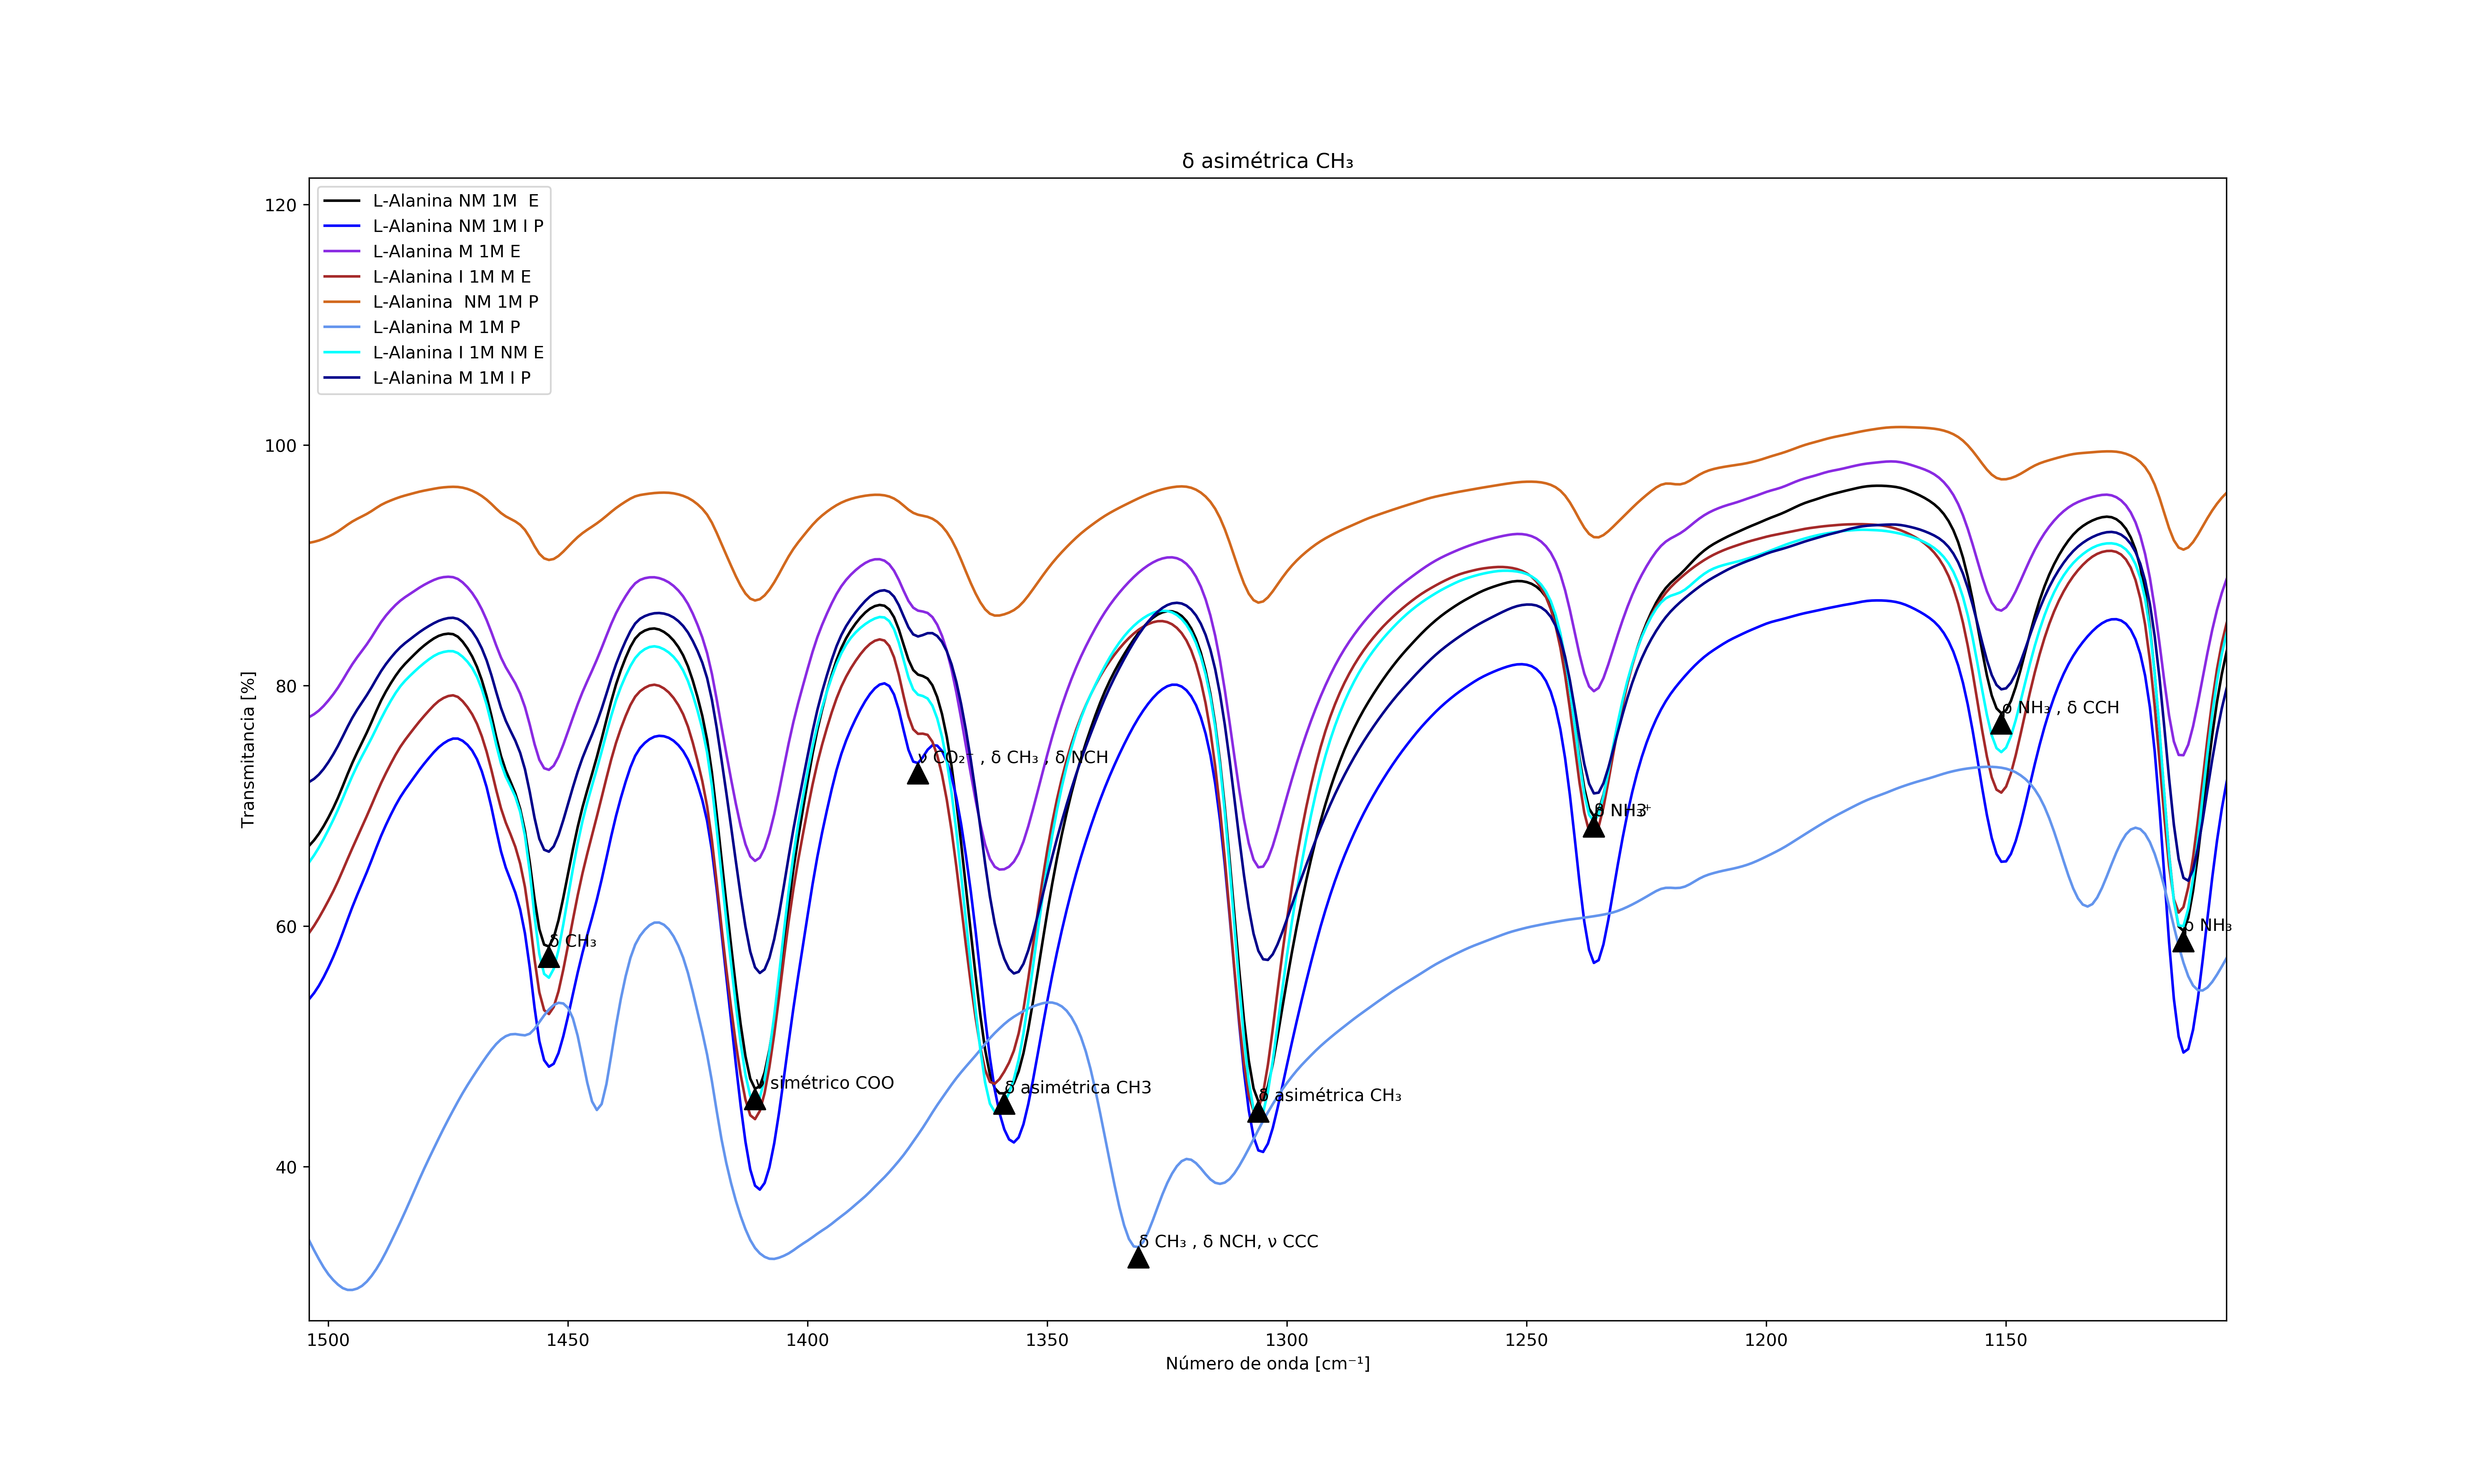 δ asimétrica CH₃
120
100
80
60
40
Transmitancia [%]
L-Alanina NM 1M  E
L-Alanina NM 1M I P
L-Alanina M 1M E
L-Alanina I 1M M E
L-Alanina  NM 1M P
L-Alanina M 1M P
L-Alanina I 1M NM E
L-Alanina M 1M I P
ρ NH₃ , δ CCH
ν CO₂⁻ , δ CH₃ , δ NCH
NH3
δ CH₃
NH₃
ν simétrico COO
δ asimétrica CH3
δ asimétrica CH₃
δ CH₃ , δ NCH, ν CCC
1500 1450 1400 1350 1300 1250 1200 1150
Número de onda [cm⁻¹]